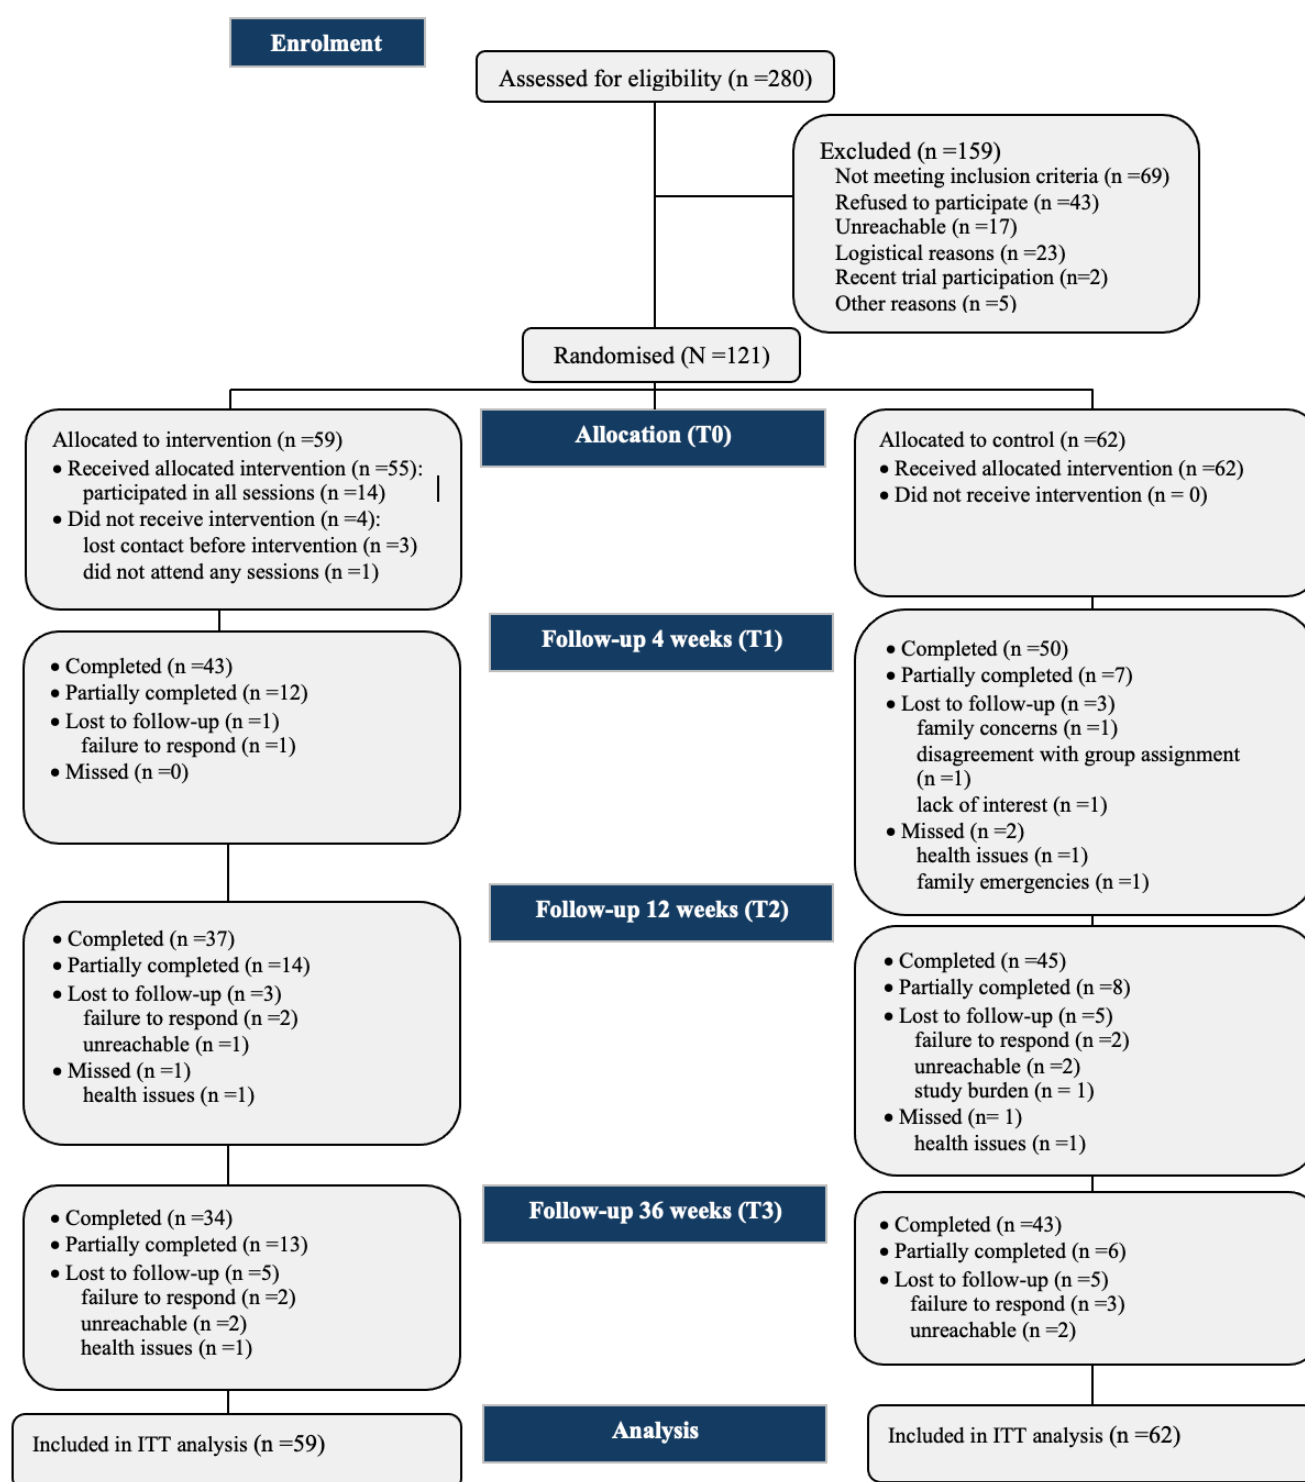 Enrolment
Assessed for eligibility (n =280)
Excluded (n =159)
Not meeting inclusion criteria (n =69)
Refused to participate (n =43)
Unreachable (n =17)
Logistical reasons (n =23)
Recent trial participation (n=2)
Other reasons (n =5)
Randomised (N =121)
Allocation (T0)
Allocated to intervention (n =59)
• Received allocated intervention (n =55):
participated in all sessions (n =14)
• Did not receive intervention (n =4):
lost contact before intervention (n =3)
did not attend any sessions (n =1)
Allocated to control (n =62)
• Received allocated intervention (n =62)
• Did not receive intervention (n = 0)
Follow-up 4 weeks (T1)
• Completed (n =43)
• Partially completed (n =12)
• Lost to follow-up (n =1)
failure to respond (n =1)
• Missed (n =0)
• Completed (n =50)
• Partially completed (n =7)
• Lost to follow-up (n =3)
family concerns (n =1)
disagreement with group assignment
(n =1)
lack of interest (n =1)
• Missed (n =2)
health issues (n =1)
family emergencies (n =1)
Follow-up 12 weeks (T2)
• Completed (n =37)
• Partially completed (n =14)
• Lost to follow-up (n =3)
failure to respond (n =2)
unreachable (n =1)
• Missed (n =1)
health issues (n =1)
• Completed (n =45)
• Partially completed (n =8)
• Lost to follow-up (n =5)
failure to respond (n =2)
unreachable (n =2)
study burden (n = 1)
• Missed (n= 1)
health issues (n =1)
Follow-up 36 weeks (T3)
• Completed (n =34)
• Partially completed (n =13)
• Lost to follow-up (n =5)
failure to respond (n =2)
unreachable (n =2)
health issues (n =1)
• Completed (n =43)
• Partially completed (n =6)
• Lost to follow-up (n =5)
failure to respond (n =3)
unreachable (n =2)
Analysis
Included in ITT analysis (n =59)
Included in ITT analysis (n =62)